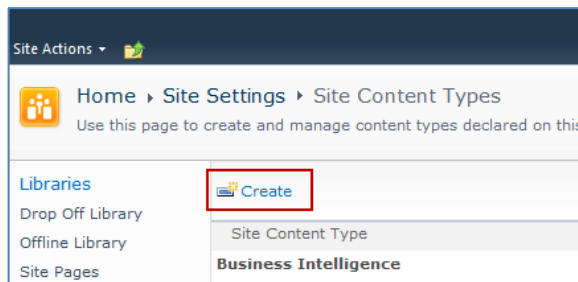 Site Actions
Home ▸ Site Settings ▸ Site Content Types
Use this page to create and manage content types declared on this
Libraries
Drop Off Library
Offline Library
Site Pages
Create
Site Content Type
Business Intelligence